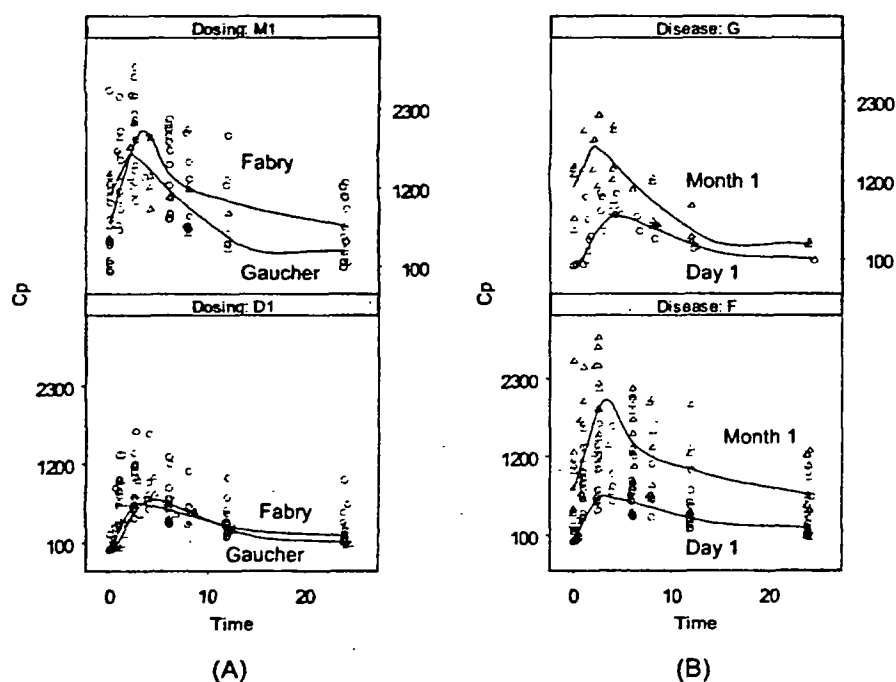 Dosing: M1
2300
1200
100
Fabry
Gaucher
Cp
Dosing: D1
2300
1200
100
Fabry
Gaucher
0 10 20
Time
(A)
Disease: G
2300
1200
100
Month 1
Day 1
Cp
Disease: F
2300
1200
100
Month 1
Day 1
0 10 20
Time
(B)